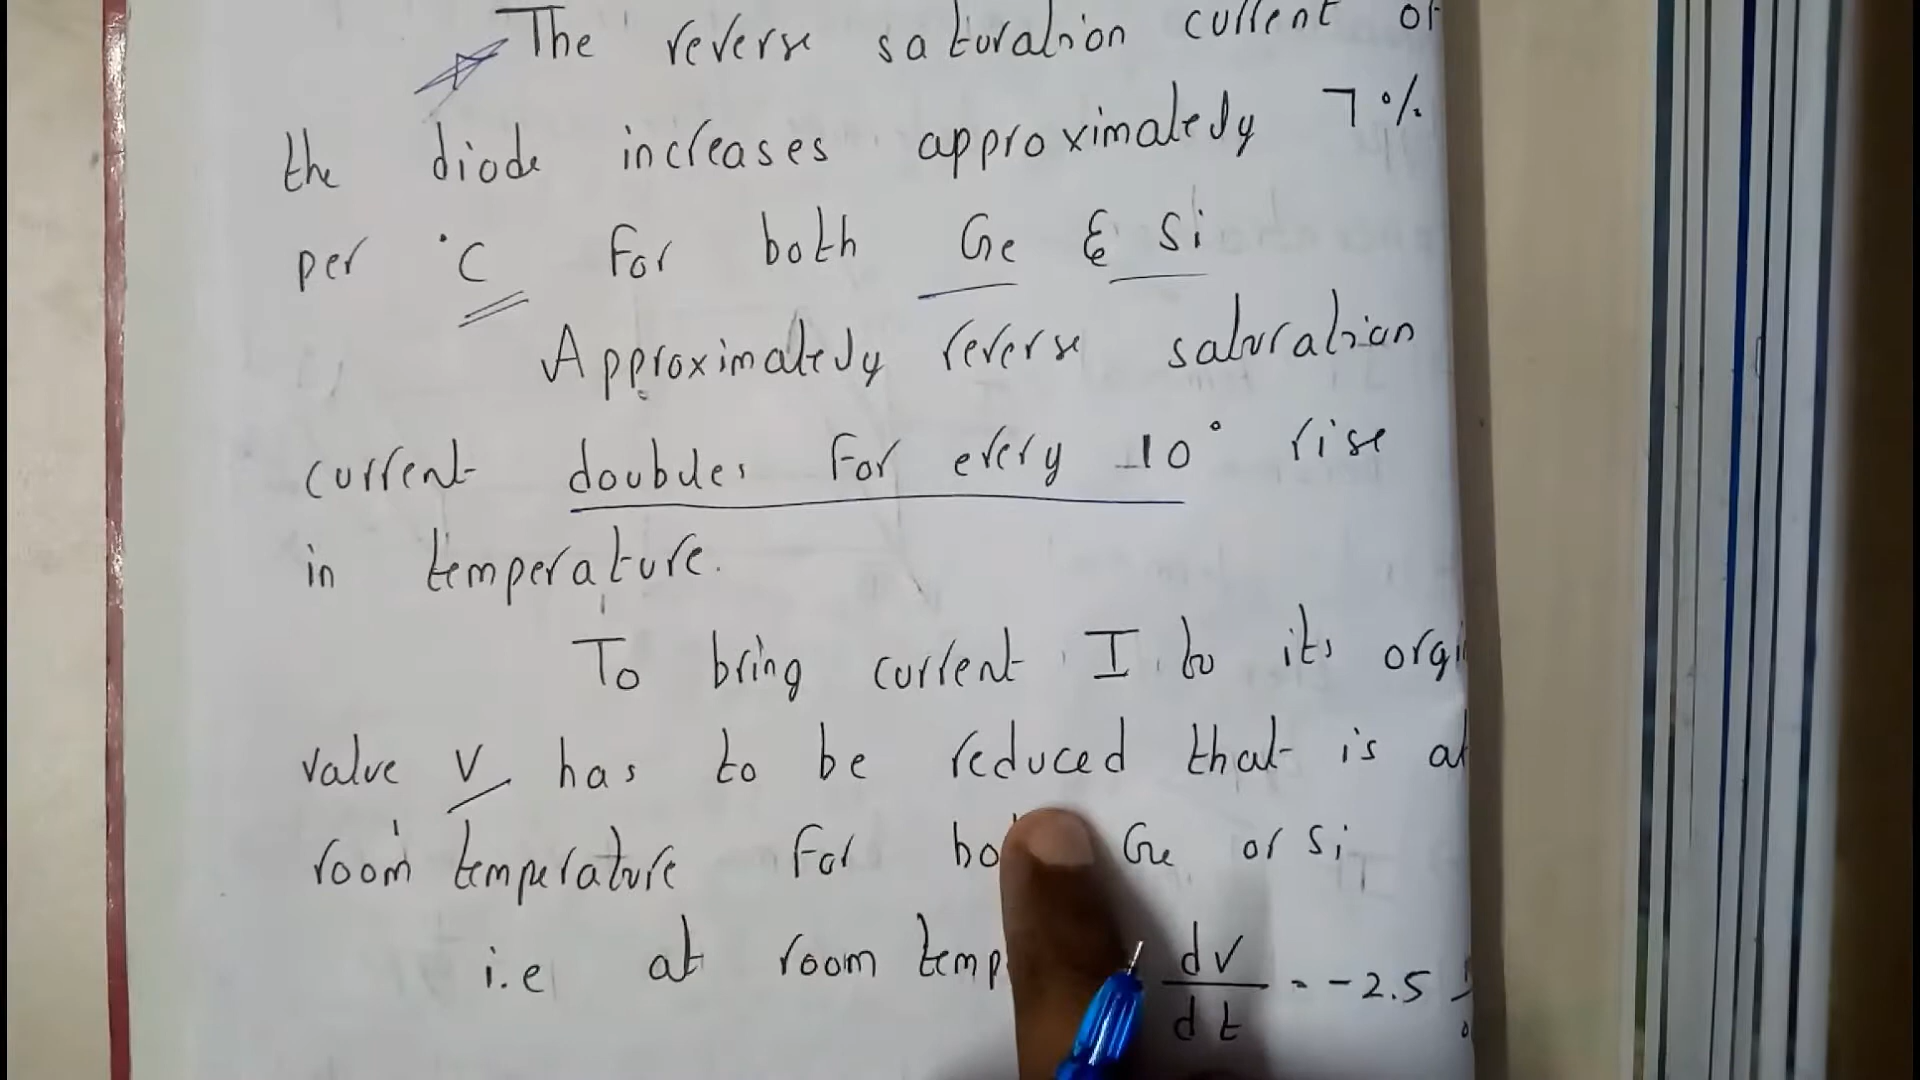 The reverse saturation current of
the diode increases approximately 7%
per °C for both Ge & Si
Approximately reverse saturation
current doubles for every 10° rise
in temperature.
To bring current I to its
value V has to be reduced that is at
room temperature for Ge or Si
i.e at room temp dv/dt = -2.5